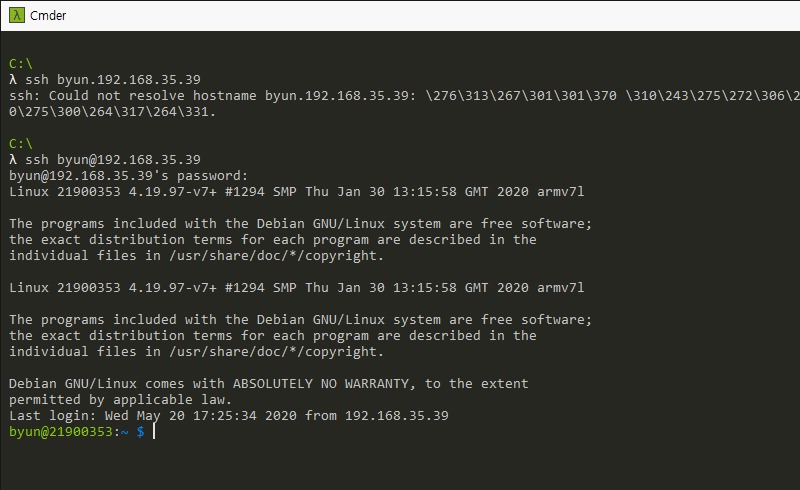 λ Cmder
C:\
λ ssh byun.192.168.35.39
ssh: Could not resolve hostname byun.192.168.35.39: \276\313\267\301\301\370 \310\243\275\272\306\2
0\275\300\264\317\264\331.
C:\
λ ssh byun@192.168.35.39
byun@192.168.35.39's password:
Linux 21900353 4.19.97-v7+ #1294 SMP Thu Jan 30 13:15:58 GMT 2020 armv7l
The programs included with the Debian GNU/Linux system are free software;
the exact distribution terms for each program are described in the
individual files in /usr/share/doc/*/copyright.
Linux 21900353 4.19.97-v7+ #1294 SMP Thu Jan 30 13:15:58 GMT 2020 armv7l
The programs included with the Debian GNU/Linux system are free software;
the exact distribution terms for each program are described in the
individual files in /usr/share/doc/*/copyright.
Debian GNU/Linux comes with ABSOLUTELY NO WARRANTY, to the extent
permitted by applicable law.
Last login: Wed May 20 17:25:34 2020 from 192.168.35.39
byun@21900353:~ $